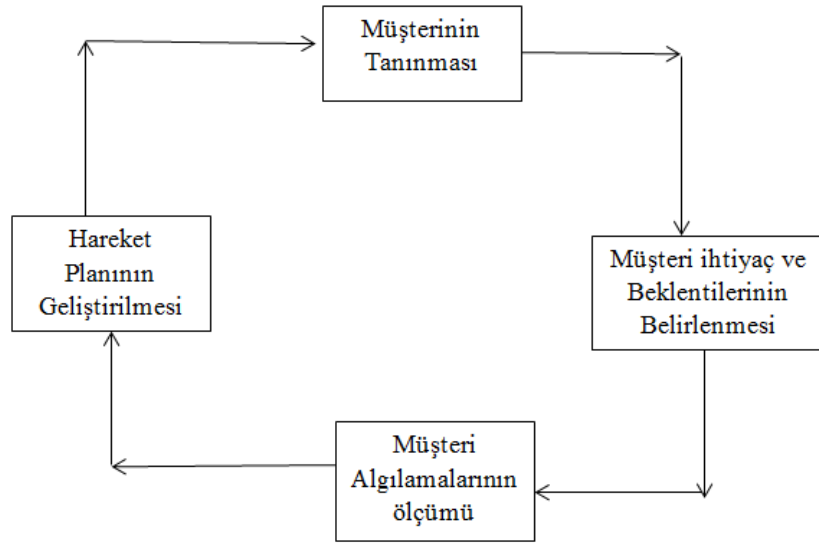 Müşterinin
Tanınması
Müşteri ihtiyaç ve
Beklentilerinin
Belirlenmesi
Müşteri
Algılamalarının
ölçümü
Hareket
Planının
Geliştirilmesi